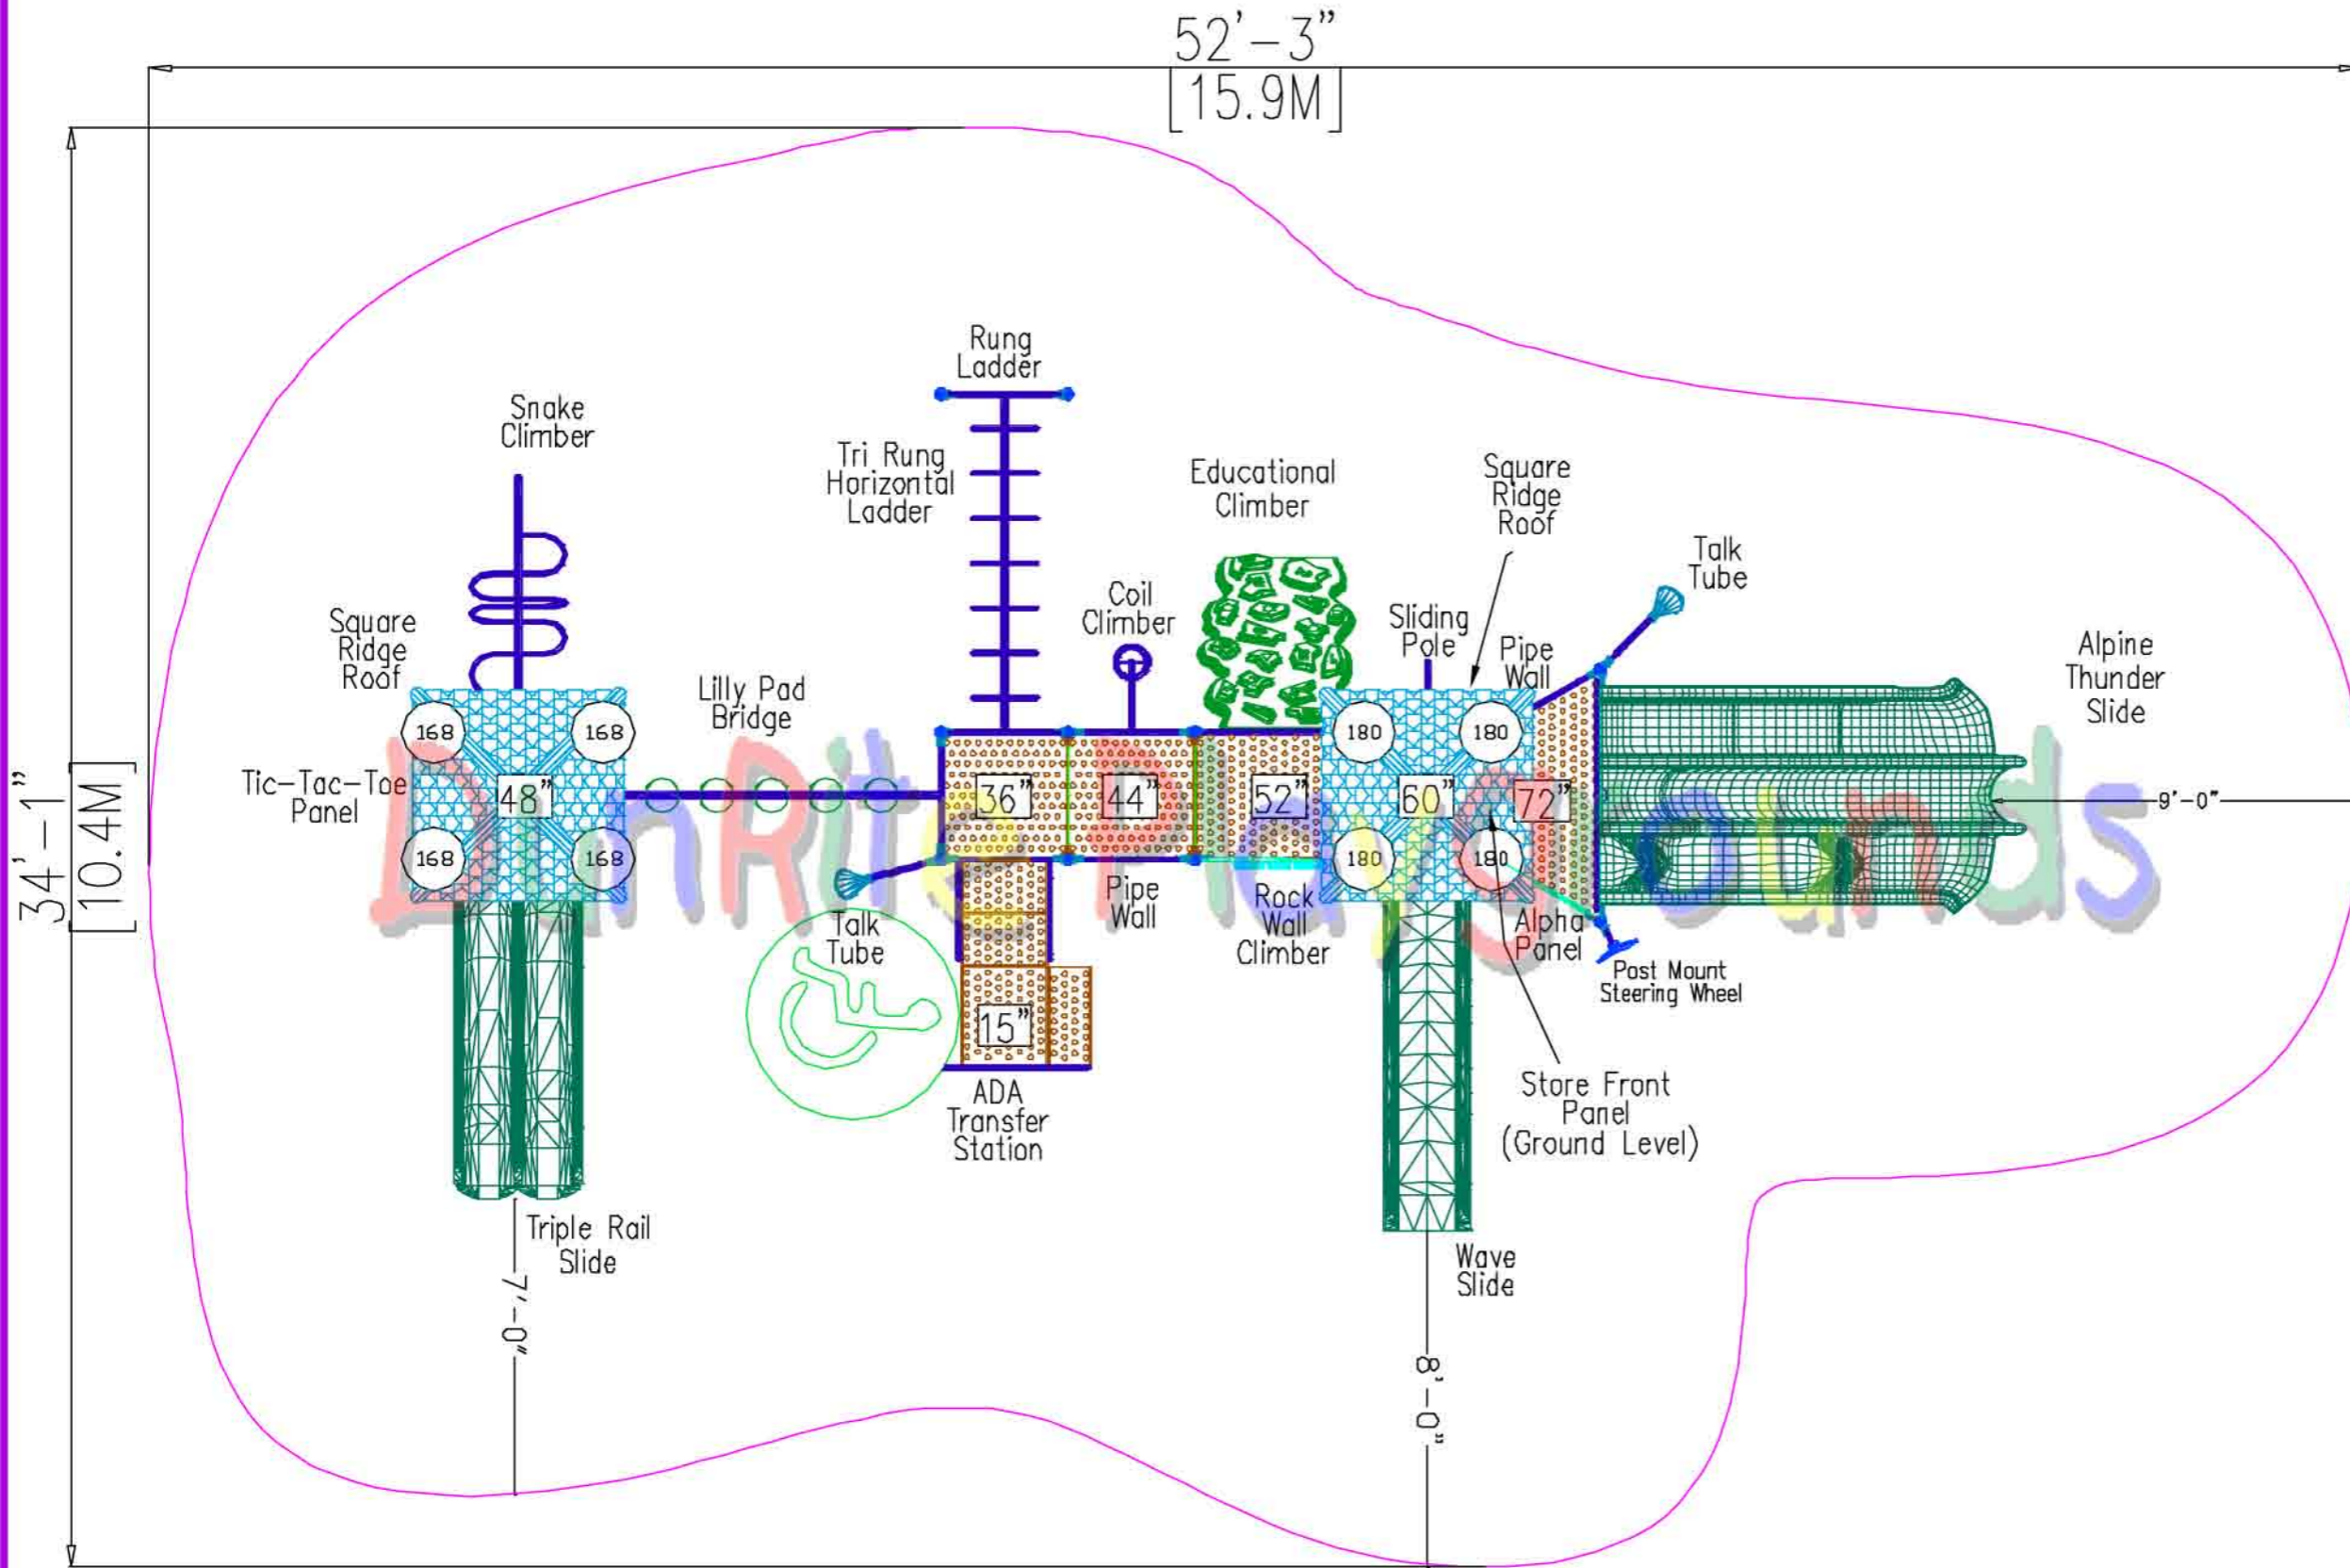 52'-3"
[15.9M]
34'-1"
[10.4M]
Rung
Ladder
Snake
Climber
Tri Rung
Horizontal
Ladder
Educational
Climber
Square
Ridge
Roof
Talk
Tube
Coil
Climber
Sliding
Pole
Pipe
Wall
Square
Ridge
Roof
Alpine
Thunder
Slide
Lilly Pad
Bridge
168
168
180
180
Tic-Tac-Toe
Panel
48"
36"
44"
52"
60"
72"
9'-0"
168
168
180
180
Talk
Tube
Pipe
Wall
Rock
Wall
Climber
Alpha
Panel
Post Mount
Steering Wheel
15"
ADA
Transfer
Station
Store Front
Panel
(Ground Level)
Triple Rail
Slide
Wave
Slide
7'-0"
8'-0"
DunRite Playgrounds